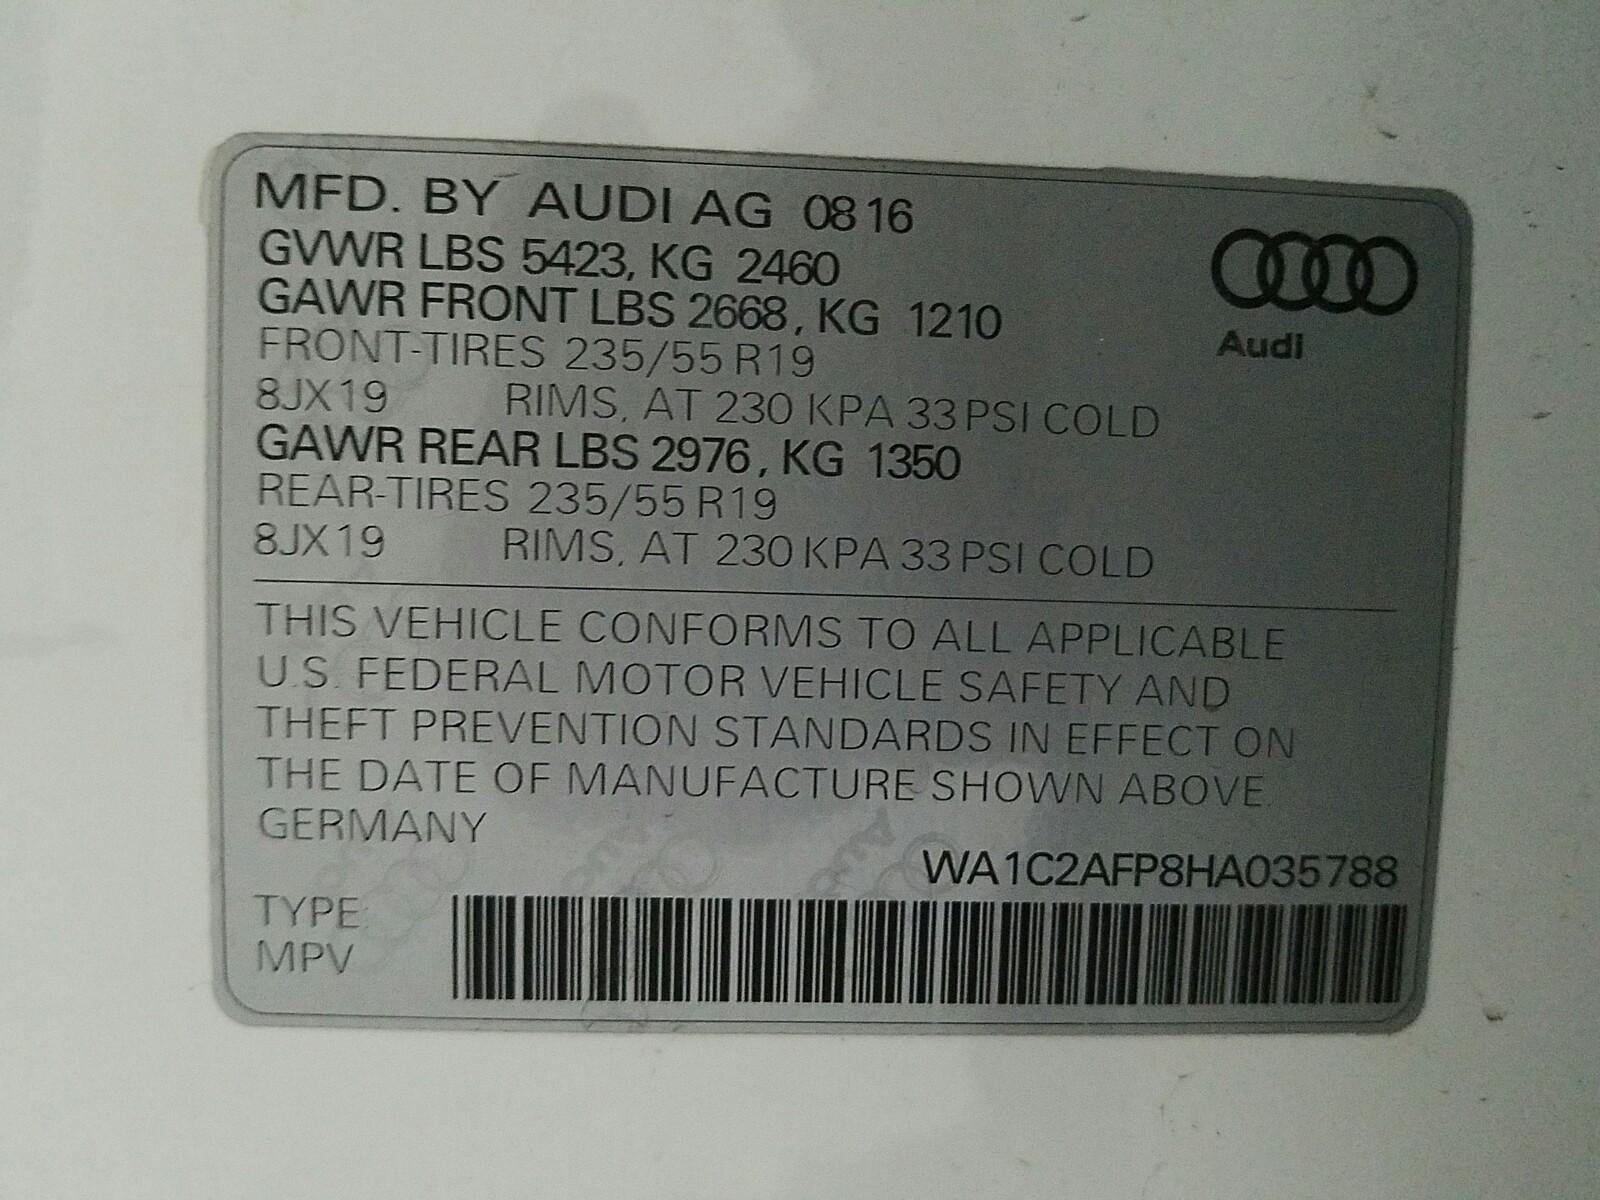 MFD. BY AUDI AG 08 16
GVWR LBS 5423, KG 2460
GAWR FRONT LBS 2668, KG 1210
FRONT-TIRES 235/55 R19
8JX19 RIMS, AT 230 KPA 33 PSI COLD
GAWR REAR LBS 2976, KG 1350
REAR-TIRES 235/55 R19
8JX19 RIMS, AT 230 KPA 33 PSI COLD
Audi
THIS VEHICLE CONFORMS TO ALL APPLICABLE
U.S. FEDERAL MOTOR VEHICLE SAFETY AND
THEFT PREVENTION STANDARDS IN EFFECT ON
THE DATE OF MANUFACTURE SHOWN ABOVE.
GERMANY
WA1C2AFP8HA035788
TYPE:
MPV